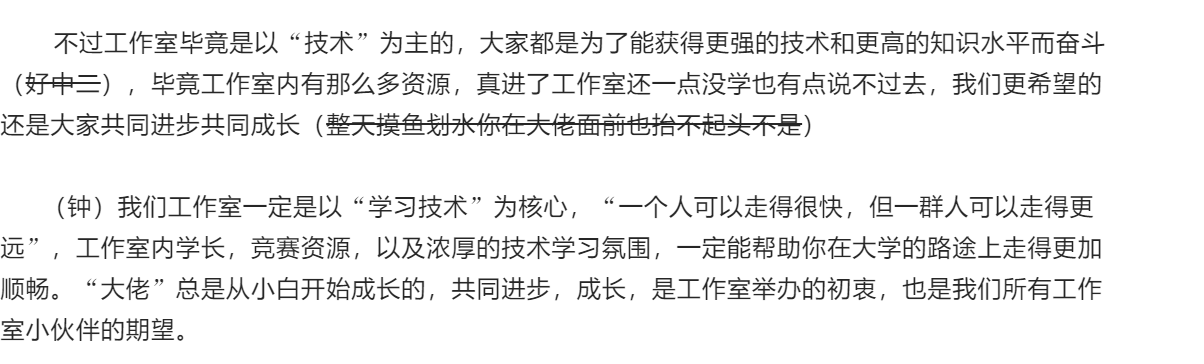 不过工作室毕竟是以“技术”为主的，大家都是为了能获得更强的技术和更高的知识水平而奋斗
（好中二），毕竟工作室内有那么多资源，真进了工作室还一点没学也有点说不过去，我们更希望的
还是大家共同进步共同成长（整天摸鱼划水你在大佬面前也抬不起头不是）
（钟）我们工作室一定是以“学习技术”为核心，“一个人可以走得很快，但一群人可以走得更
远”，工作室内学长，竞赛资源，以及浓厚的技术学习氛围，一定能帮助你在大学的路途上走得更加
顺畅。“大佬”总是从小白开始成长的，共同进步，成长，是工作室举办的初衷，也是我们所有工作
室小伙伴的期望。